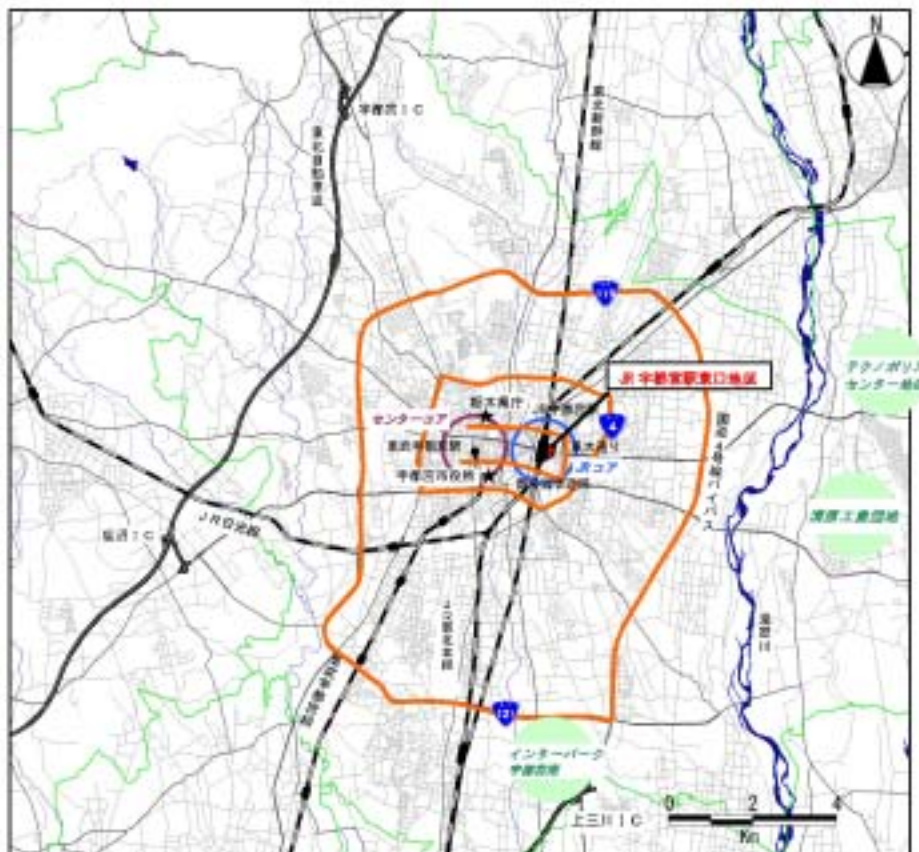 N
宇都宮IC
東北自動車道
東北新幹線
テクノポリス
センター地区
JR宇都宮駅東口地区
4
栃木県庁
センターコア
東武宇都宮駅
JRコア
宇都宮市役所
国道4号線バイパス
清原工業団地
JR日光線
鹿沼IC
JR東北本線
鬼怒川
121
インターパーク
宇都宮南
上三川IC
0 2 4
Km